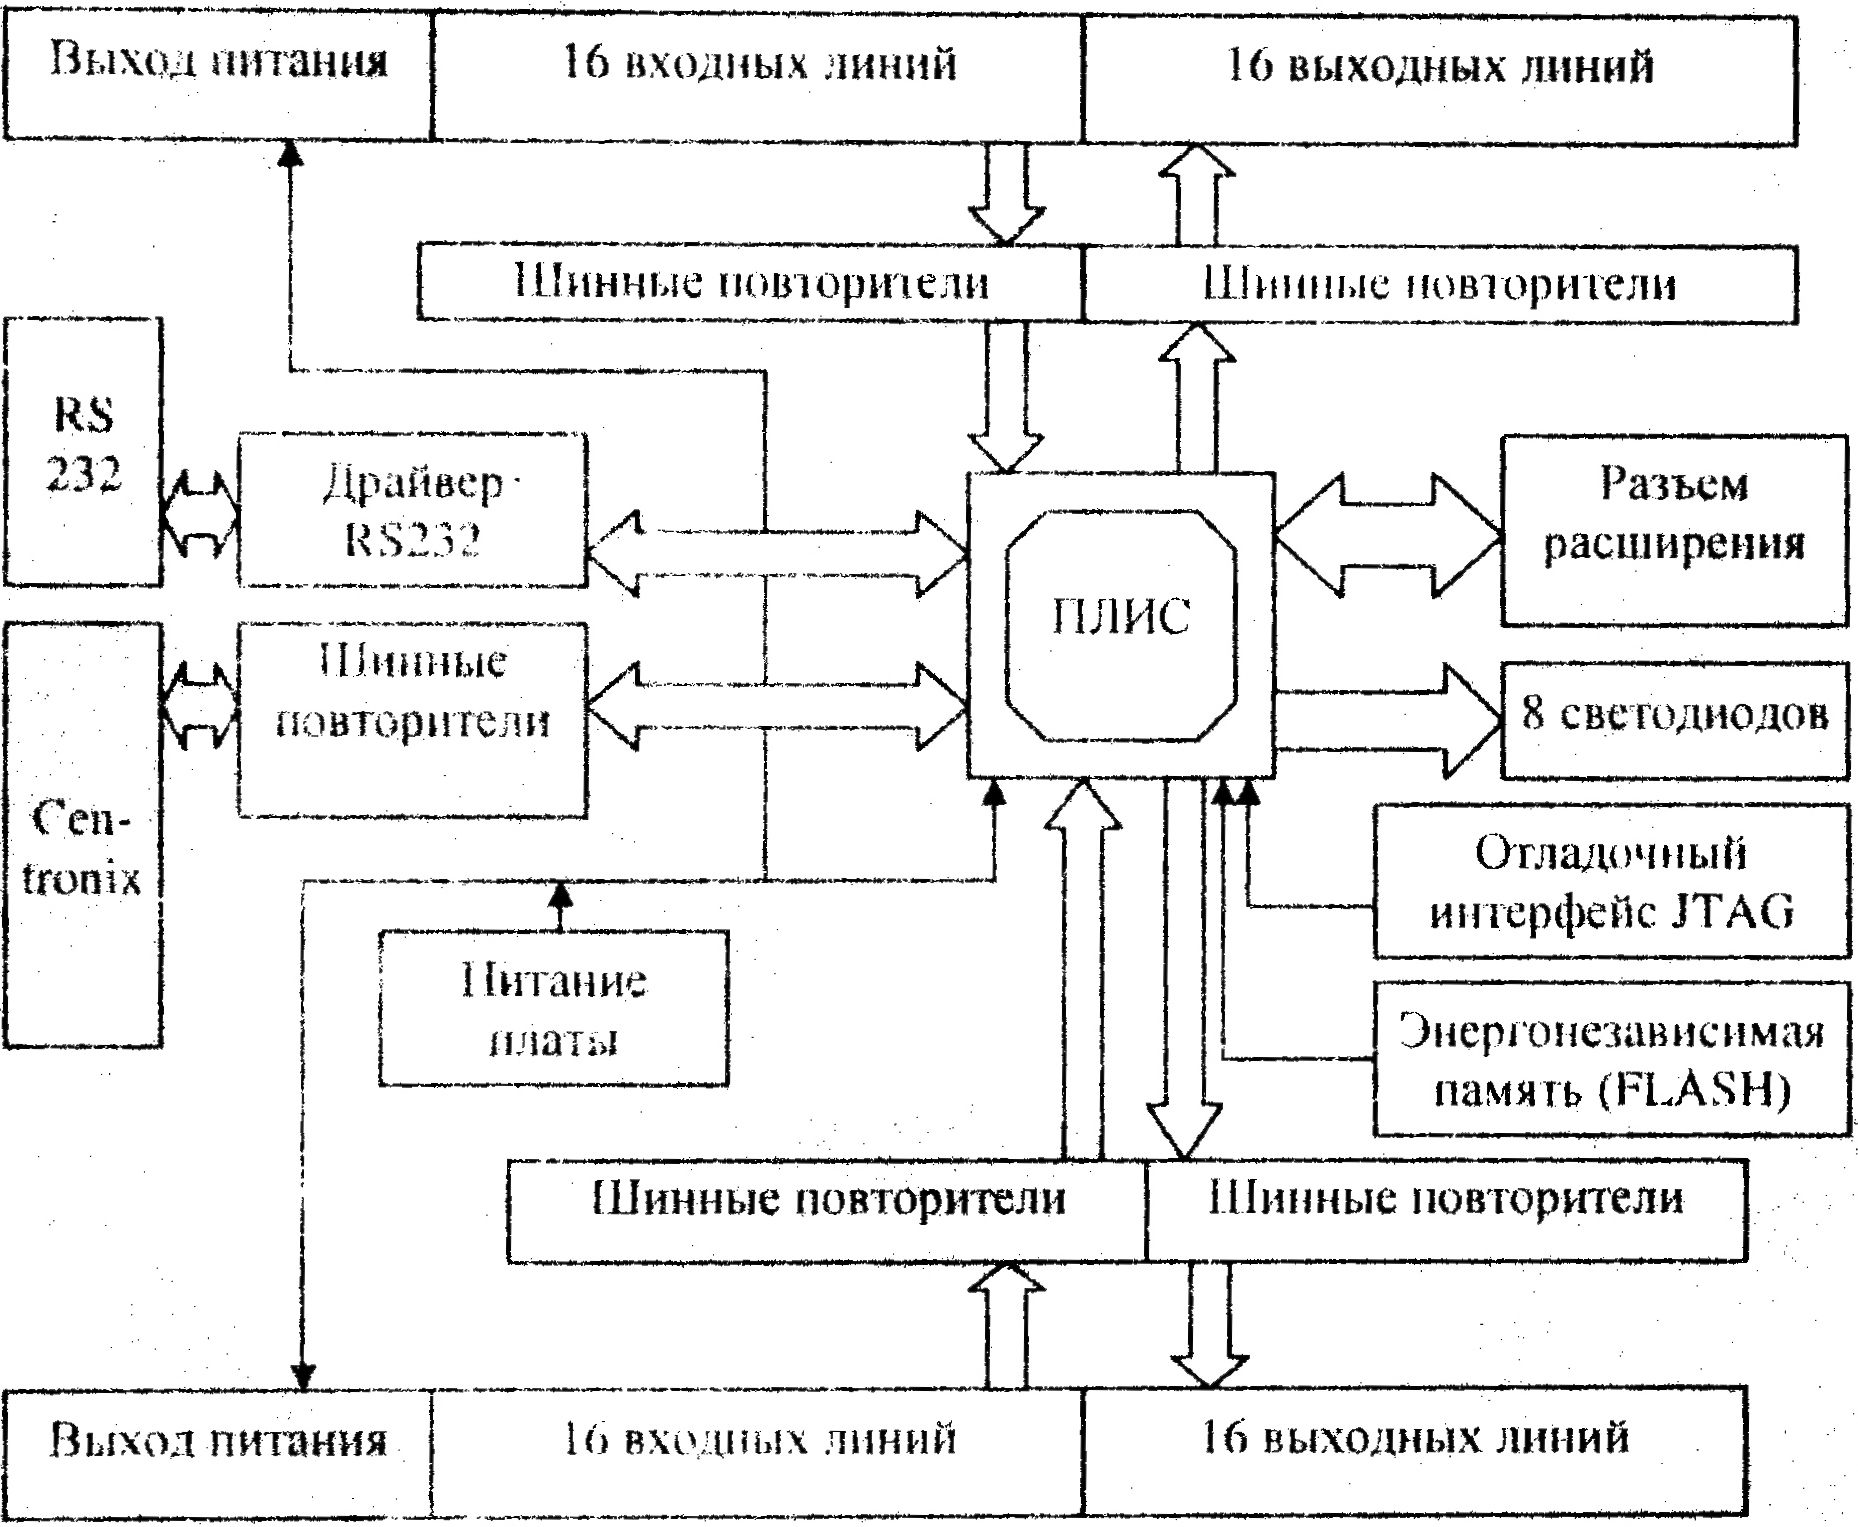 Выход питания
16 входных линий
16 выходных линий
Шинные повторители
Шинные повторители
RS
232
Драйвер
RS232
ПЛИС
Разъем
расширения
Cen-
tronix
Шинные
повторители
8 светодиодов
Отладочный
интерфейс JTAG
Питание
платы
Энергонезависимая
память (FLASH)
Шинные повторители
Шинные повторители
Выход питания
16 входных линий
16 выходных линий